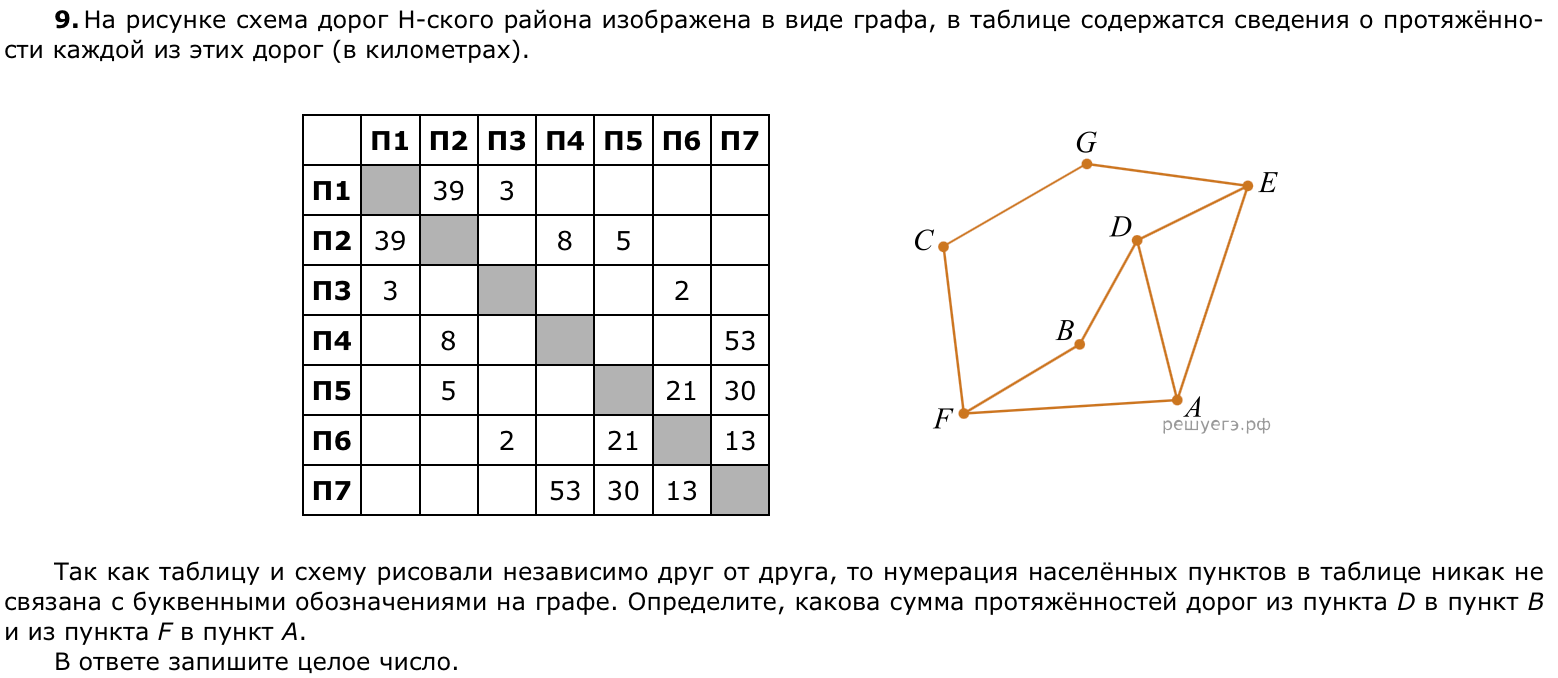 9. На рисунке схема дорог Н-ского района изображена в виде графа, в таблице содержатся сведения о протяжённо-
сти каждой из этих дорог (в километрах).
П1 П2 П3 П4 П5 П6 П7
П1 39 3
П2 39 8 5
П3 3 2
П4 8 53
П5 5 21 30
П6 2 21 13
П7 53 30 13
G
E
D
C
B
A
F
решуегэ.рф
Так как таблицу и схему рисовали независимо друг от друга, то нумерация населённых пунктов в таблице никак не
связана с буквенными обозначениями на графе. Определите, какова сумма протяжённостей дорог из пункта D в пункт B
и из пункта F в пункт A.
В ответе запишите целое число.